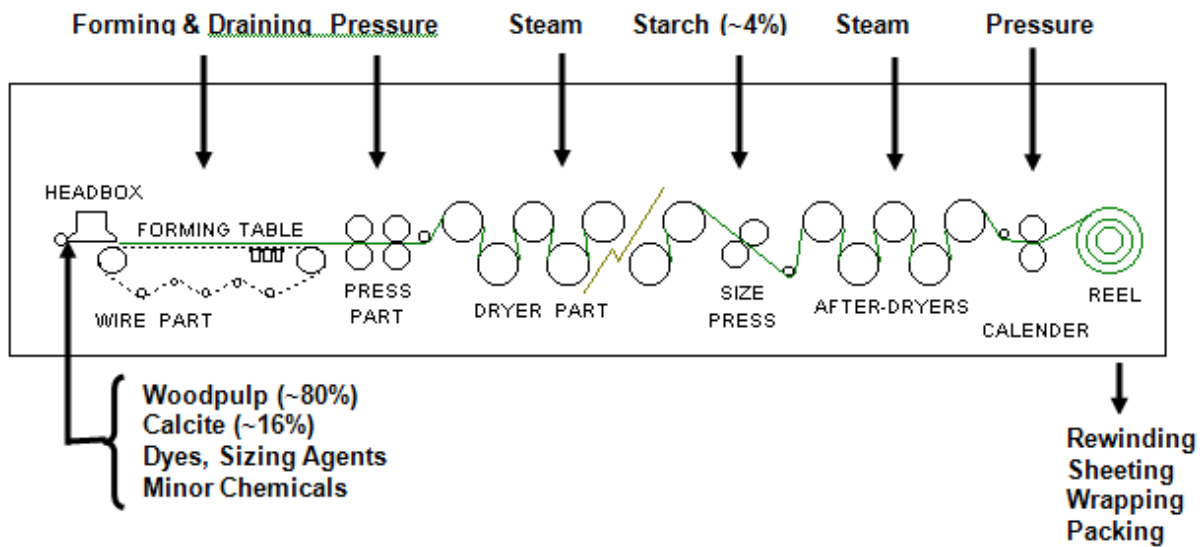 Forming & Draining Pressure Steam Starch (~4%) Steam Pressure
HEADBOX
FORMING TABLE
WIRE PART
PRESS
PART
DRYER PART
SIZE
PRESS
AFTER-DRYERS
CALENDER
REEL
Woodpulp (~80%)
Calcite (~16%)
Dyes, Sizing Agents
Minor Chemicals
Rewinding
Sheeting
Wrapping
Packing